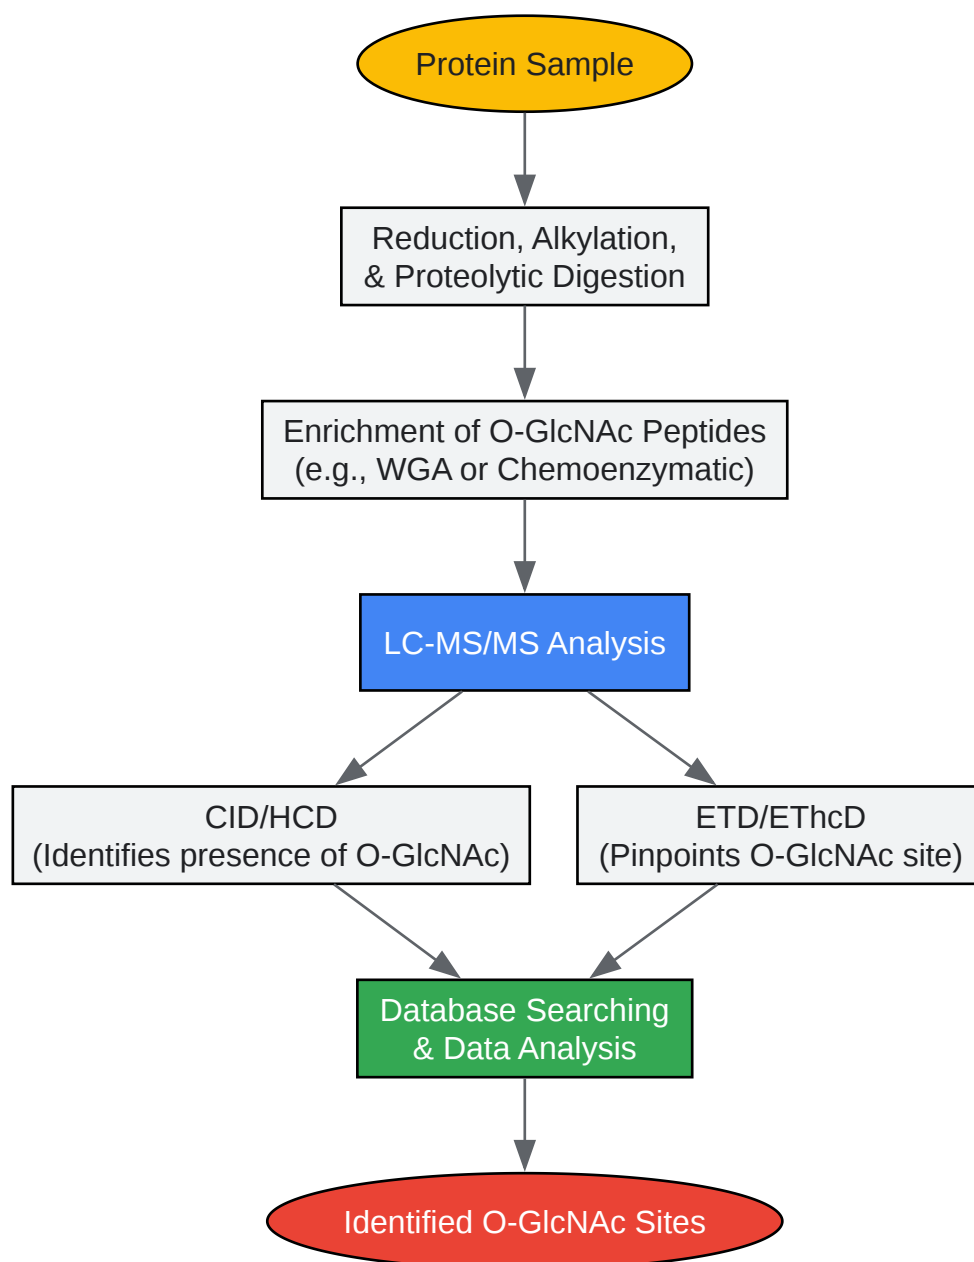 Protein Sample
Reduction, Alkylation,
& Proteolytic Digestion
Enrichment of O-GlcNAc Peptides
(e.g., WGA or Chemoenzymatic)
LC-MS/MS Analysis
CID/HCD
(Identifies presence of O-GlcNAc)
ETD/EThcD
(Pinpoints O-GlcNAc site)
Database Searching
& Data Analysis
Identified O-GlcNAc Sites